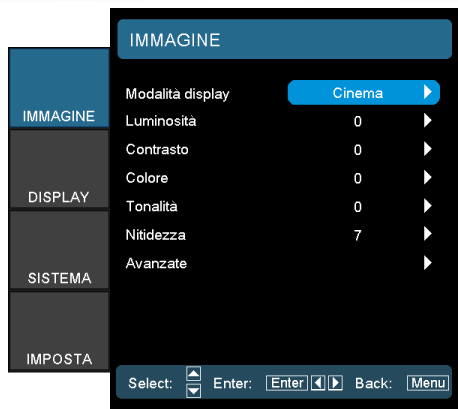 IMMAGINE
IMMAGINE
DISPLAY
SISTEMA
IMPOSTA
Modalità display Cinema
Luminosità 0
Contrasto 0
Colore 0
Tonalità 0
Nitidezza 7
Avanzate
Select: Enter: Enter Back: Menu